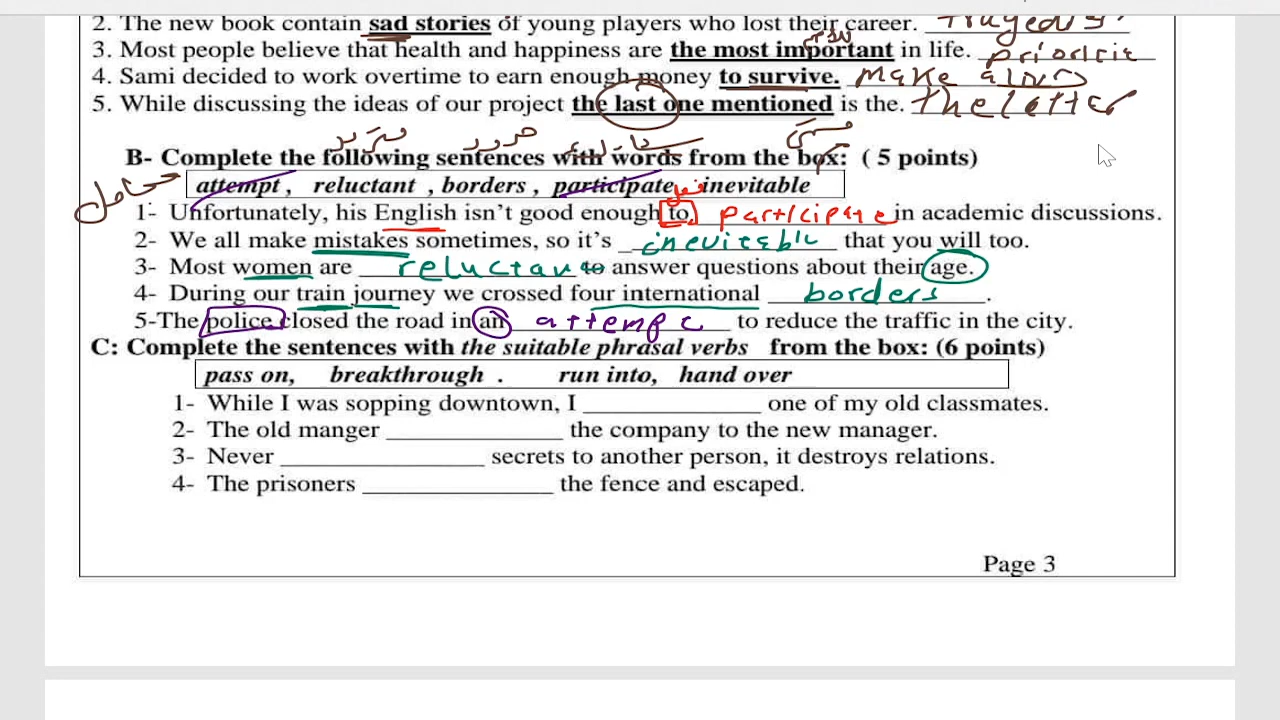 2. The new book contain sad stories of young players who lost their career. tragedies
3. Most people believe that health and happiness are the most important in life.
4. Sami decided to work overtime to earn enough money to survive. make a living
5. While discussing the ideas of our project the last one mentioned is the. the latter
B- Complete the following sentences with words from the box: ( 5 points)
attempt , reluctant , borders , participate inevitable
1- Unfortunately, his English isn't good enough to participate in academic discussions.
2- We all make mistakes sometimes, so it's inevitable that you will too.
3- Most women are reluctant to answer questions about their age.
4- During our train journey we crossed four international borders.
5-The police closed the road in an attempt to reduce the traffic in the city.
C: Complete the sentences with the suitable phrasal verbs from the box: (6 points)
pass on, breakthrough . run into, hand over
1- While I was sopping downtown, I ____________ one of my old classmates.
2- The old manger ____________ the company to the new manager.
3- Never ____________ secrets to another person, it destroys relations.
4- The prisoners ____________ the fence and escaped.
Page 3